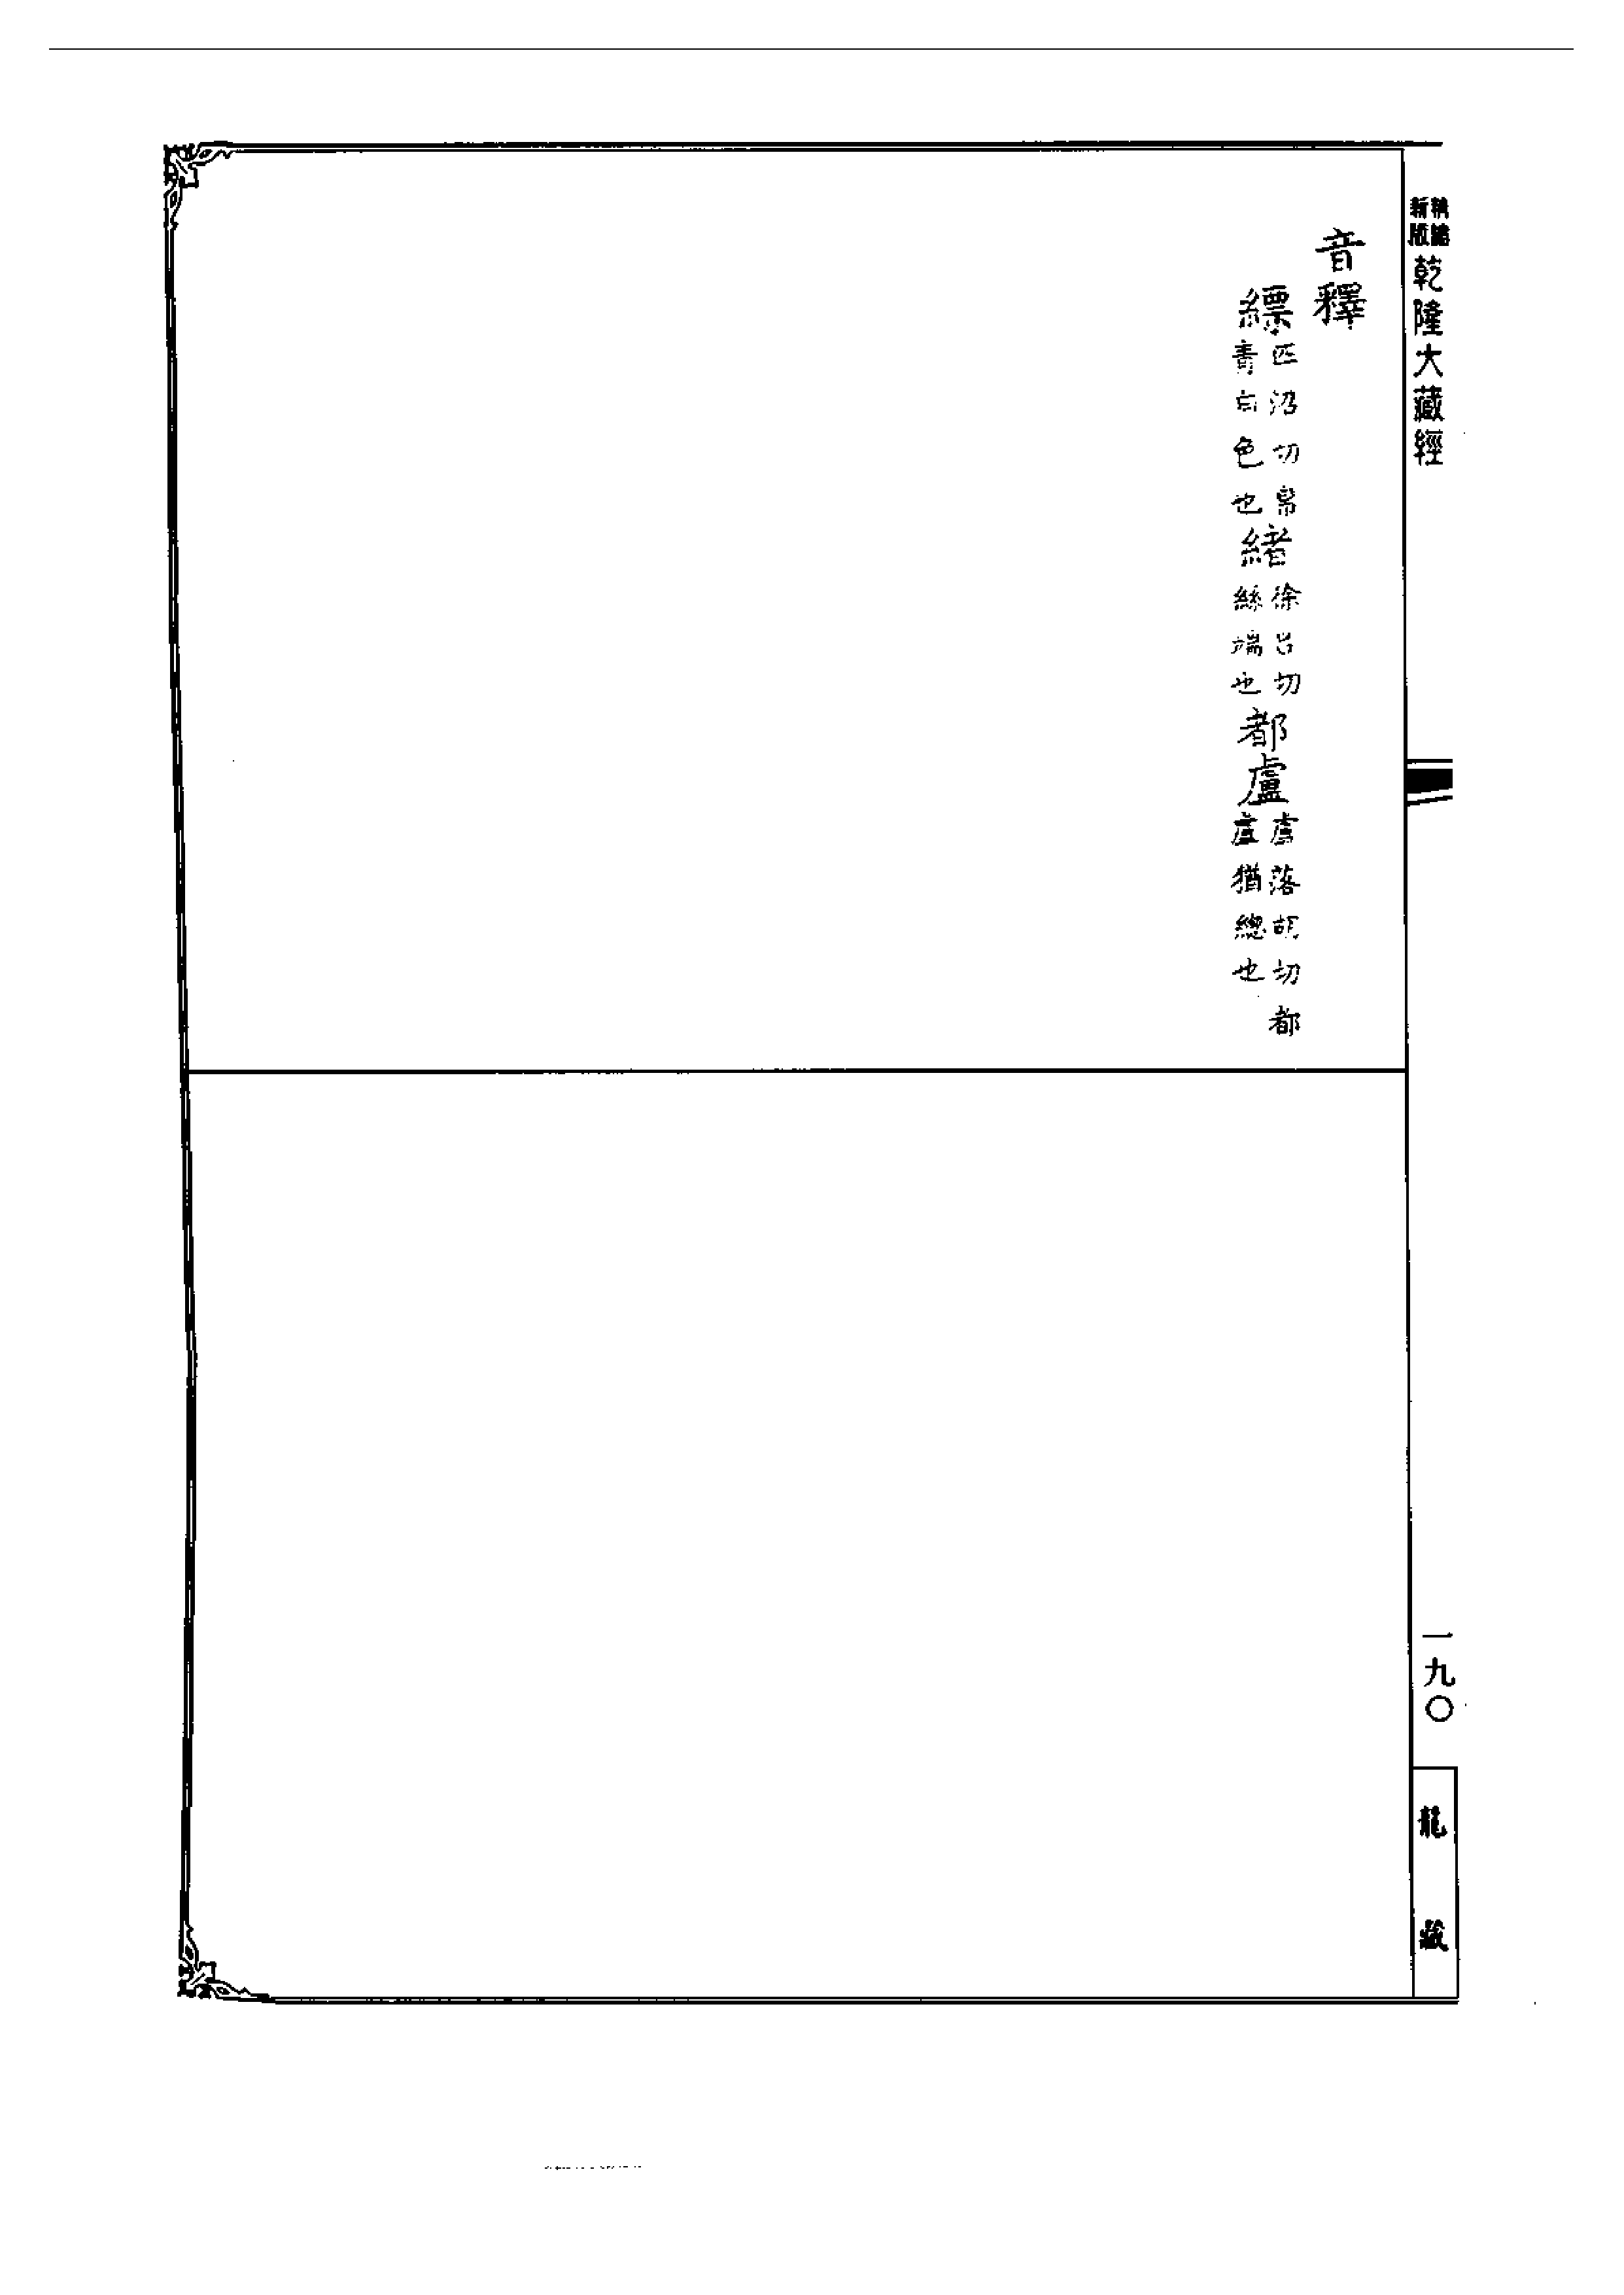 精縮新版 乾隆大藏經
音釋
縹匹沼切帛青白色也 緒徐呂切絲端也 都盧盧落胡切都盧猶總也
一九〇
龍藏